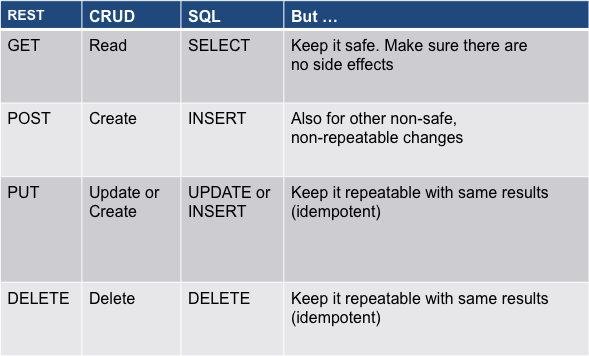 REST CRUD SQL But …
GET Read SELECT Keep it safe. Make sure there are
no side effects
POST Create INSERT Also for other non-safe,
non-repeatable changes
PUT Update or UPDATE or Keep it repeatable with same results
Create INSERT (idempotent)
DELETE Delete DELETE Keep it repeatable with same results
(idempotent)